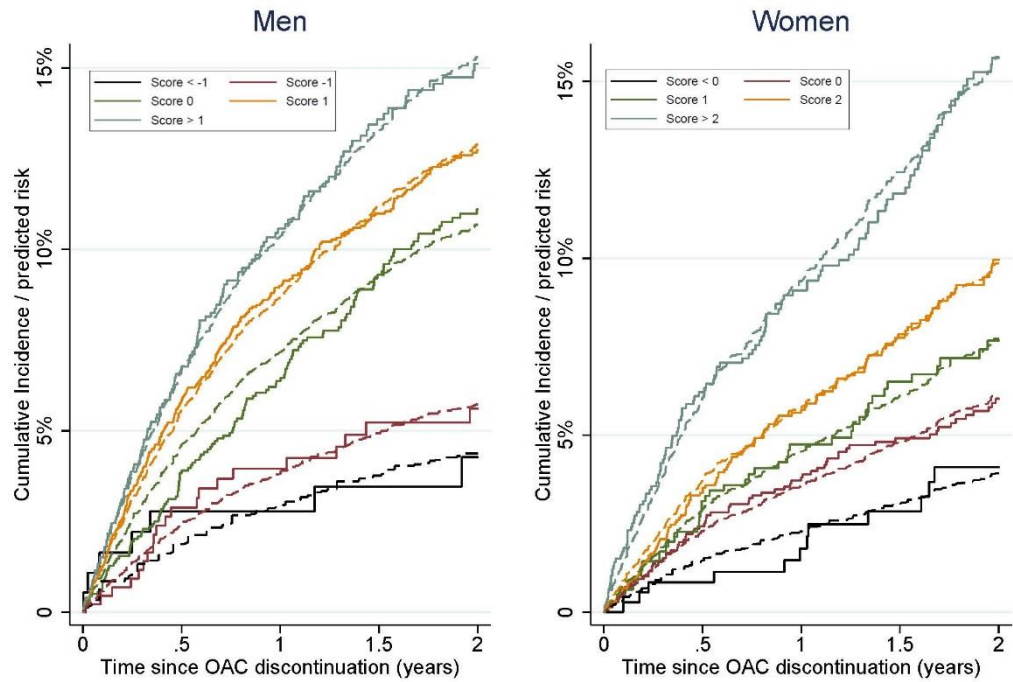 Men
Cumulative Incidence / predicted risk
15%
10%
5%
0
Score < -1
Score -1
Score 0
Score 1
Score > 1
0 .5 1 1.5 2
Time since OAC discontinuation (years)
Women
Cumulative Incidence / predicted risk
15%
10%
5%
0
Score < 0
Score 0
Score 1
Score 2
Score > 2
0 .5 1 1.5 2
Time since OAC discontinuation (years)